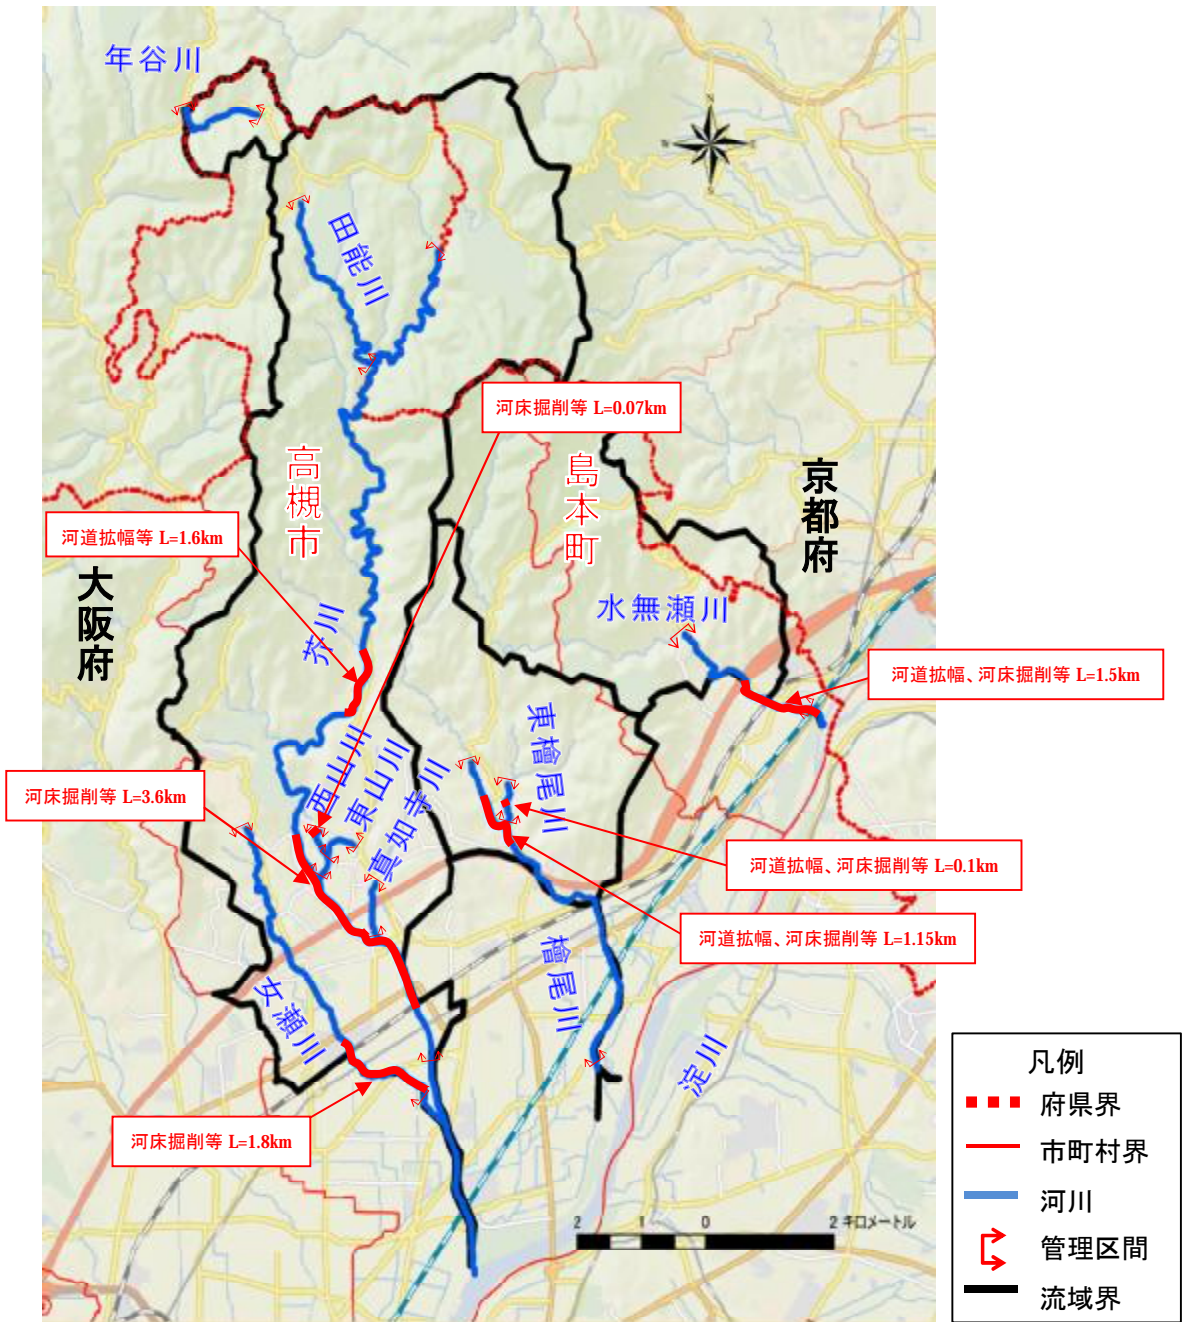 年谷川
N
W
E
S
田能川
河床掘削等 L=0.07km
高槻市
島本町
京都府
河道拡幅等 L=1.6km
大阪府
芥川
水無瀬川
河道拡幅、河床掘削等 L=1.5km
西山川
東山川
真如寺川
東檜尾川
河床掘削等 L=3.6km
河道拡幅、河床掘削等 L=0.1km
河道拡幅、河床掘削等 L=1.15km
檜尾川
女瀬川
淀川
河床掘削等 L=1.8km
2 1 0 2 キロメートル
凡例
府県界
市町村界
河川
管理区間
流域界